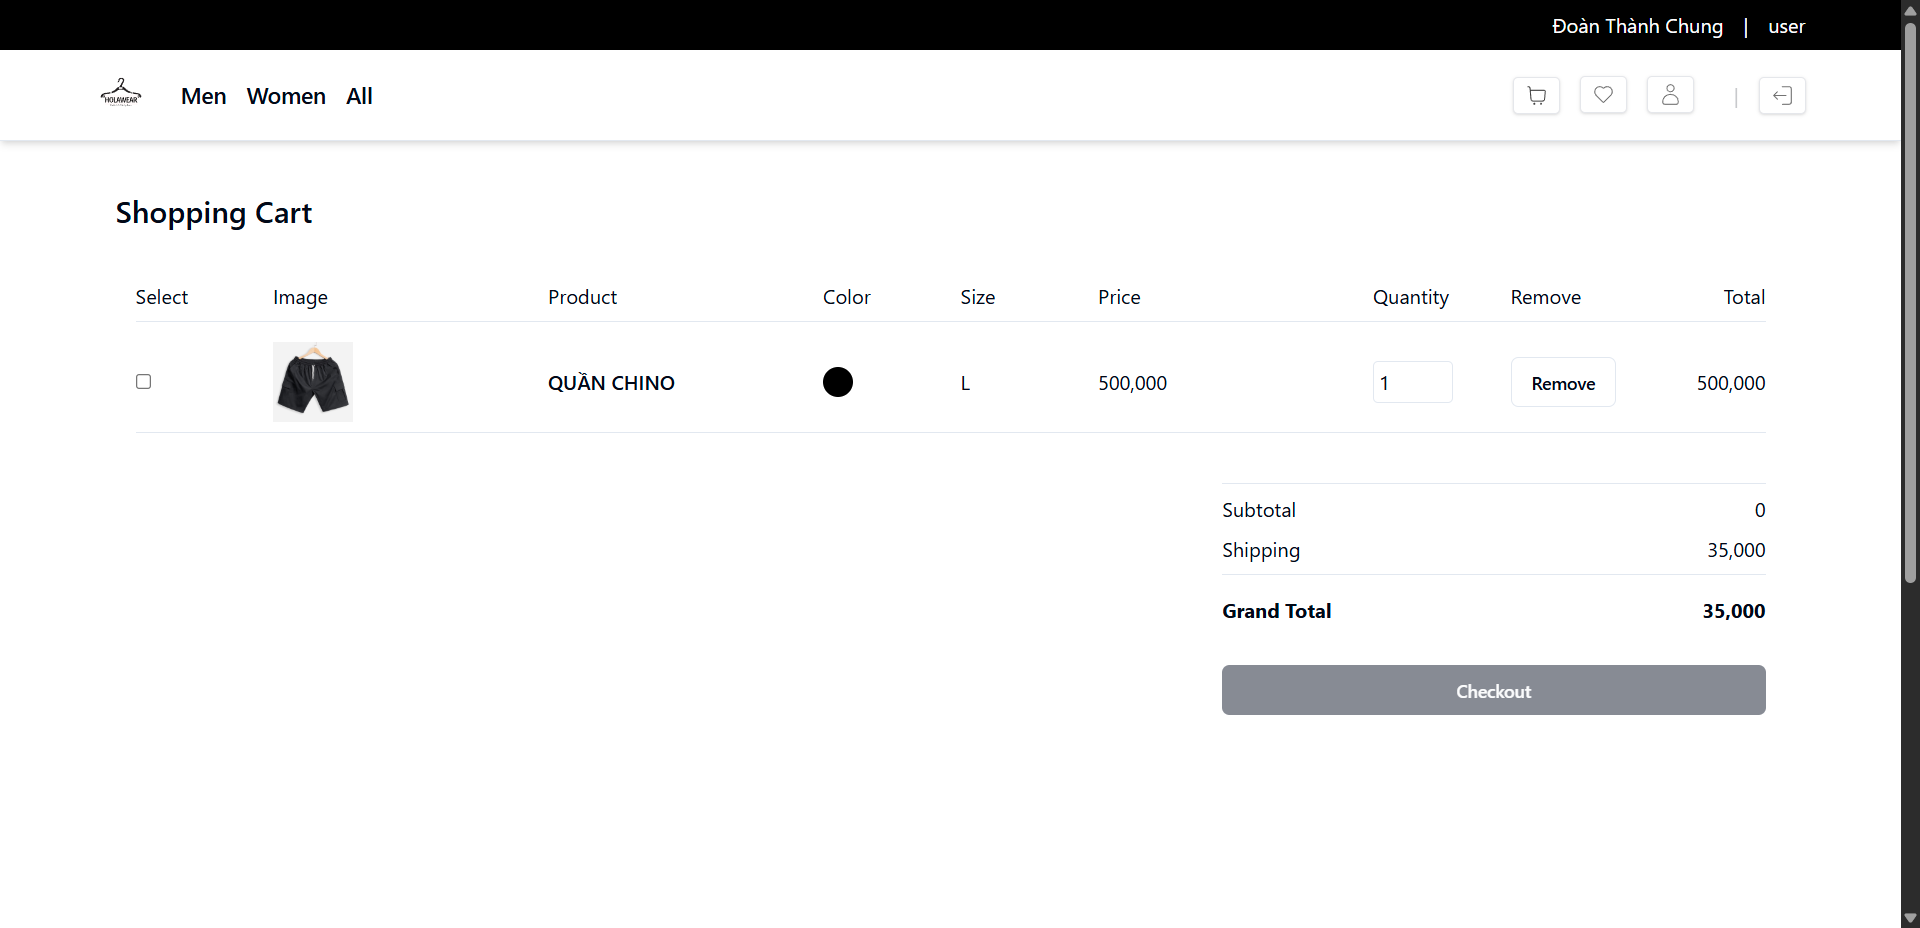 Đoàn Thành Chung | user
HOLAWEAR
Men Women All
Shopping Cart
Select Image Product Color Size Price Quantity Remove Total
QUẦN CHINO L 500,000 1 Remove 500,000
Subtotal 0
Shipping 35,000
Grand Total 35,000
Checkout